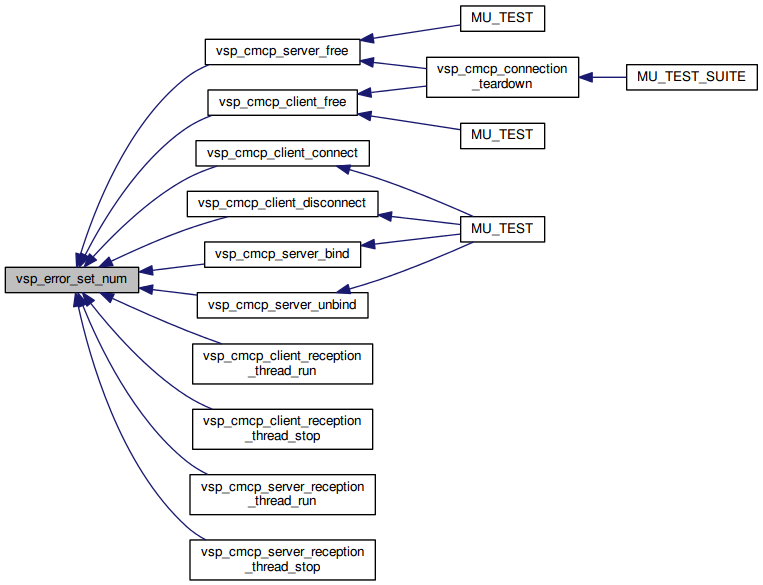 MU_TEST
vsp_cmcp_server_free
vsp_cmcp_connection
_teardown
MU_TEST_SUITE
vsp_cmcp_client_free
MU_TEST
vsp_cmcp_client_connect
vsp_cmcp_client_disconnect
MU_TEST
vsp_cmcp_server_bind
vsp_error_set_num
vsp_cmcp_server_unbind
vsp_cmcp_client_reception
_thread_run
vsp_cmcp_client_reception
_thread_stop
vsp_cmcp_server_reception
_thread_run
vsp_cmcp_server_reception
_thread_stop